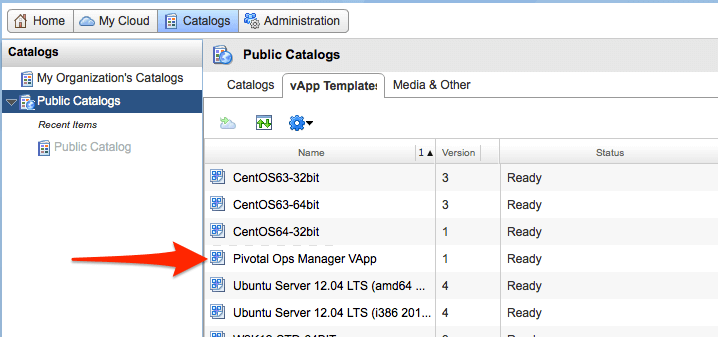 Home My Cloud Catalogs Administration
Catalogs
My Organization's Catalogs
Public Catalogs
Recent Items
Public Catalog
Public Catalogs
Catalogs vApp Templates Media & Other
Name 1▲ Version Status
CentOS63-32bit 3 Ready
CentOS63-64bit 3 Ready
CentOS64-32bit 1 Ready
Pivotal Ops Manager VApp 1 Ready
Ubuntu Server 12.04 LTS (amd64 ... 4 Ready
Ubuntu Server 12.04 LTS (i386 201... 4 Ready